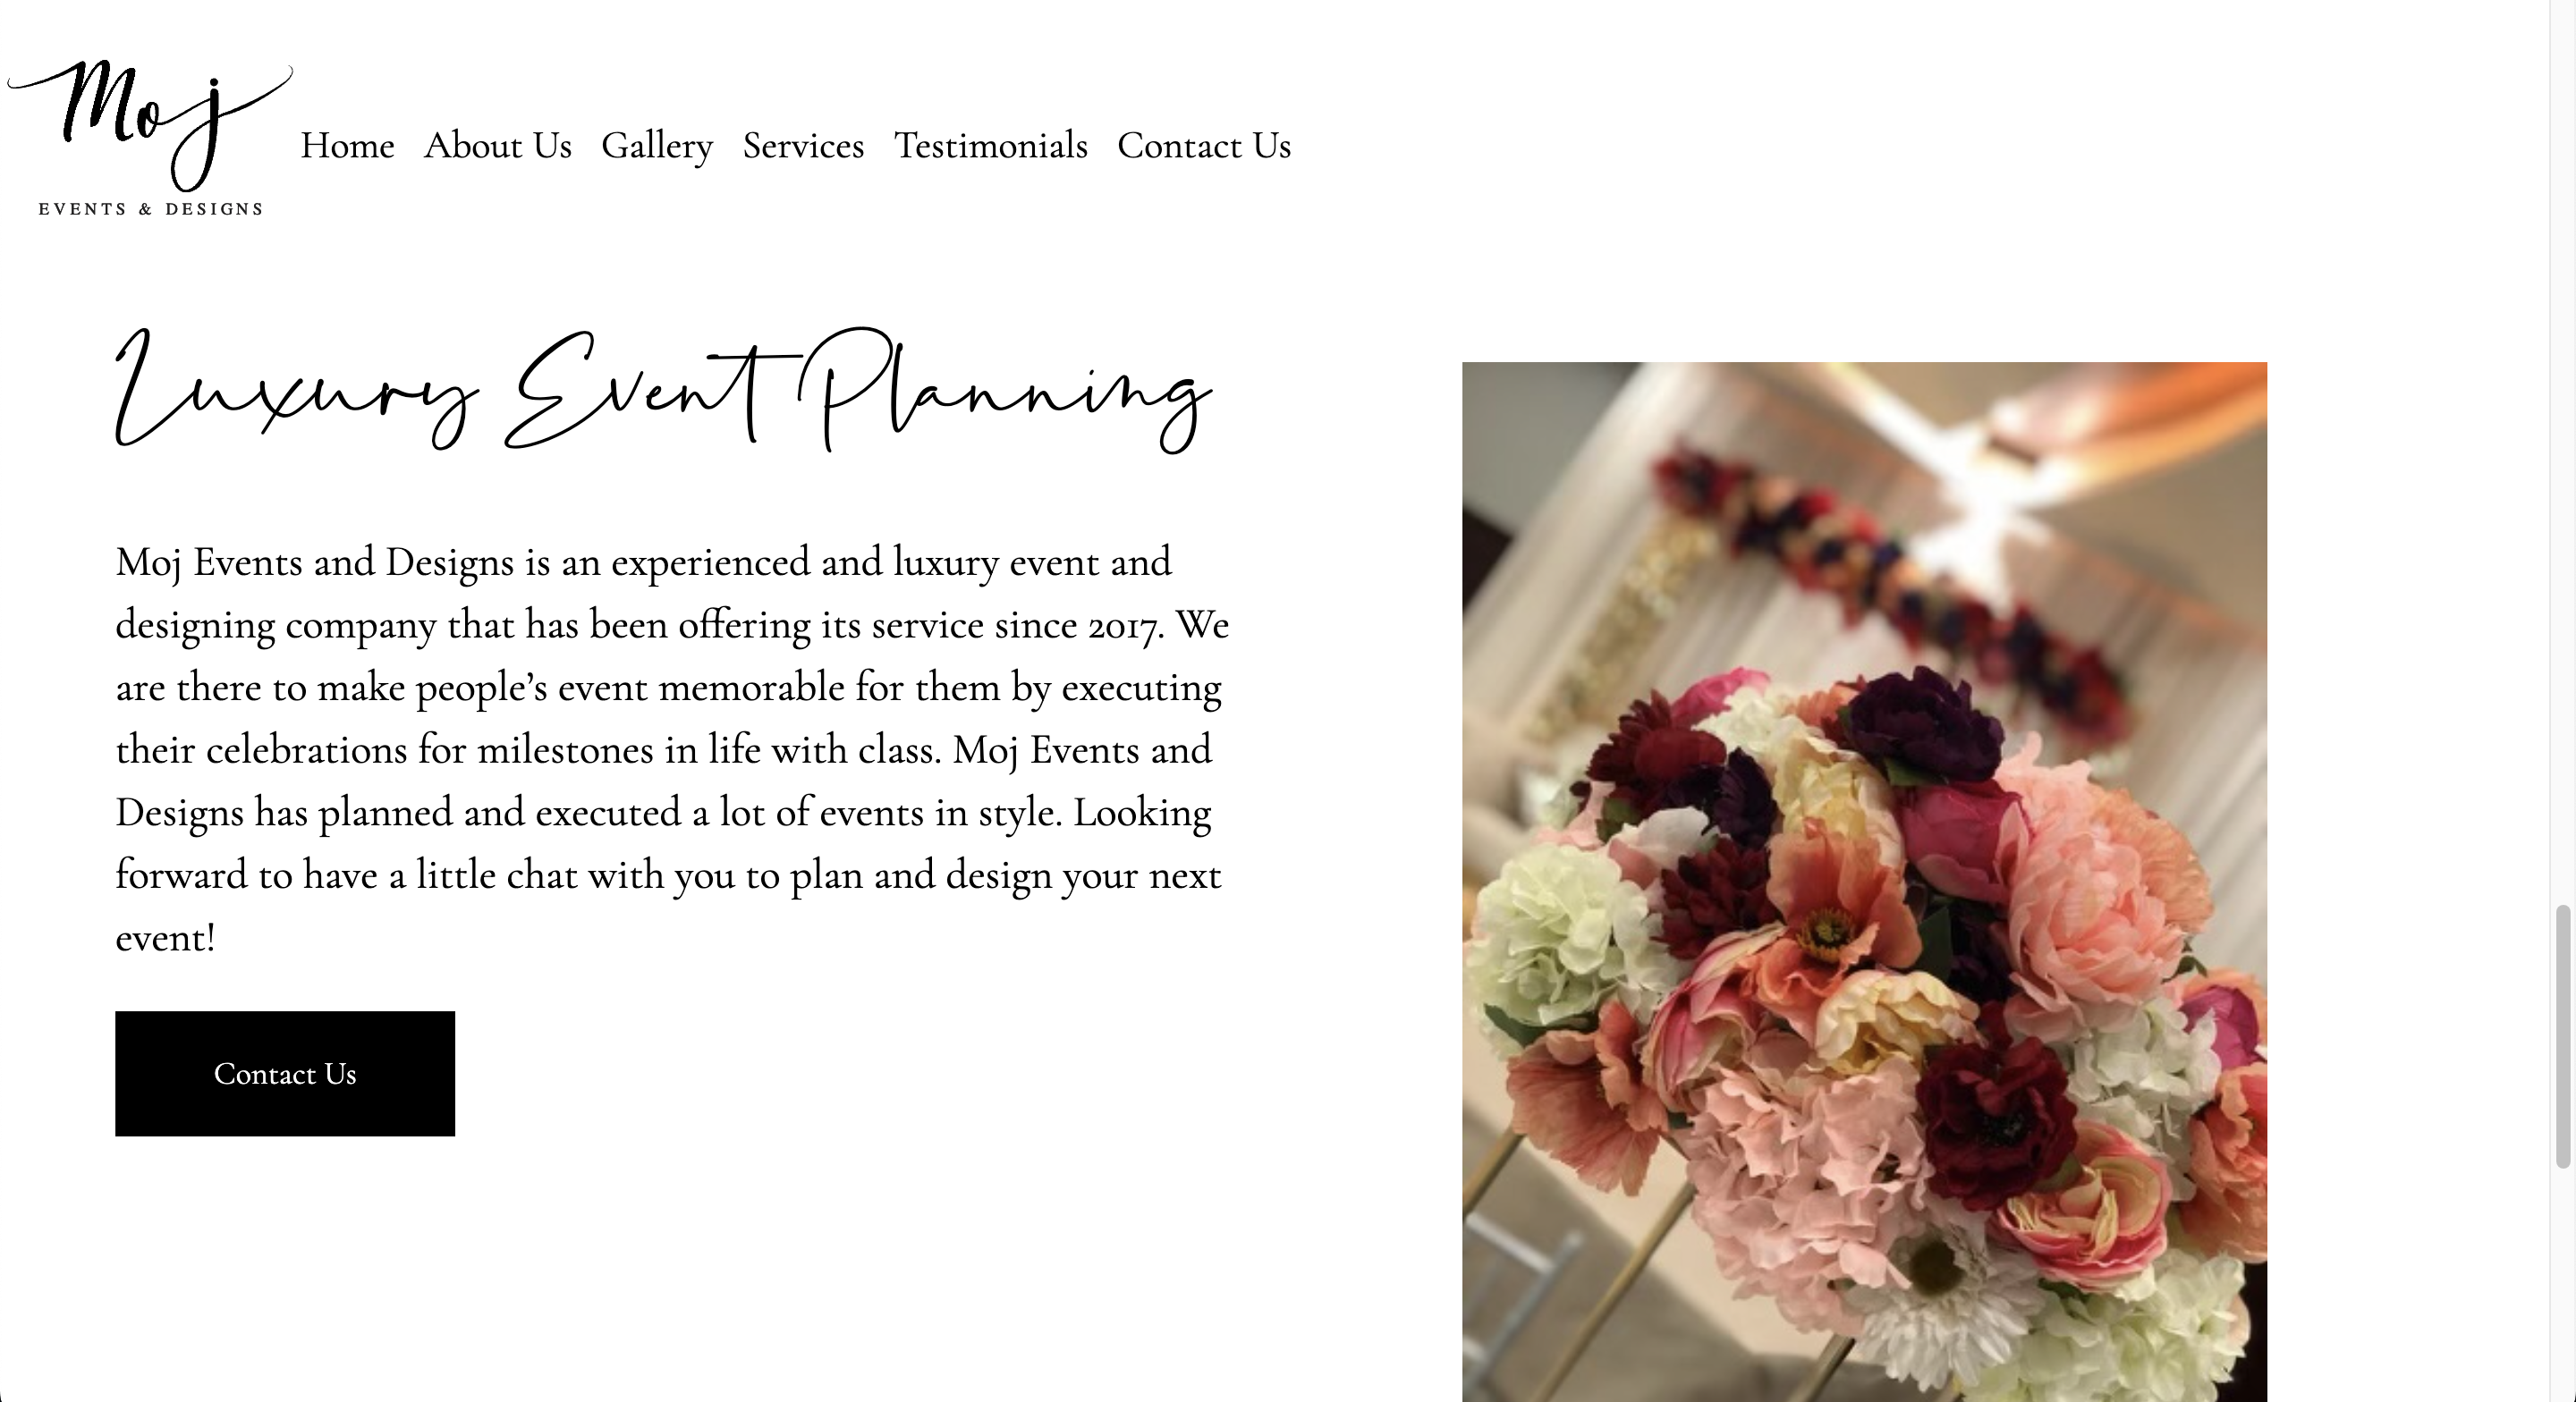 Moj
EVENTS & DESIGNS
Home About Us Gallery Services Testimonials Contact Us
Luxury Event Planning
Moj Events and Designs is an experienced and luxury event and
designing company that has been offering its service since 2017. We
are there to make people’s event memorable for them by executing
their celebrations for milestones in life with class. Moj Events and
Designs has planned and executed a lot of events in style. Looking
forward to have a little chat with you to plan and design your next
event!
Contact Us